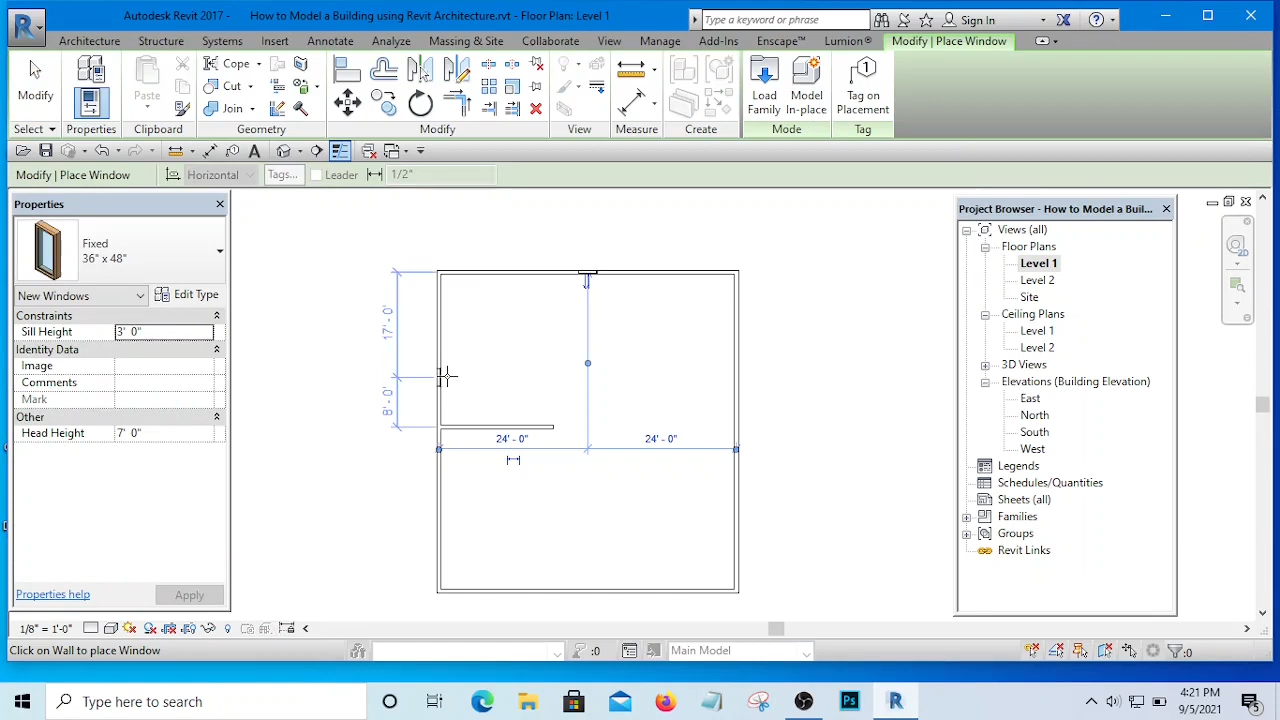 Autodesk Revit 2017 - How to Model a Building using Revit Architecture.rvt - Floor Plan: Level 1
Type a keyword or phrase
Sign In
Architecture Structure Systems Insert Annotate Analyze Massing & Site Collaborate View Manage Add-Ins Enscape™ Lumion® Modify | Place Window
Modify
Paste
Cope
Cut
Join
Load Family
Model In-place
Tag on Placement
Select Properties Clipboard Geometry Modify View Measure Create Mode Tag
Modify | Place Window Horizontal Tags... Leader 1/2"
Properties
Fixed
36" x 48"
New Windows Edit Type
Constraints
Sill Height 3' 0"
Identity Data
Image
Comments
Mark
Other
Head Height 7' 0"
Properties help Apply
17' - 0"
8' - 0"
24' - 0" 24' - 0"
Project Browser - How to Model a Buil...
Views (all)
Floor Plans
Level 1
Level 2
Site
Ceiling Plans
Level 1
Level 2
3D Views
Elevations (Building Elevation)
East
North
South
West
Legends
Schedules/Quantities
Sheets (all)
Families
Groups
Revit Links
2D
1/8" = 1'-0"
Click on Wall to place Window :0 Main Model :0
Type here to search
4:21 PM
9/5/2021
5